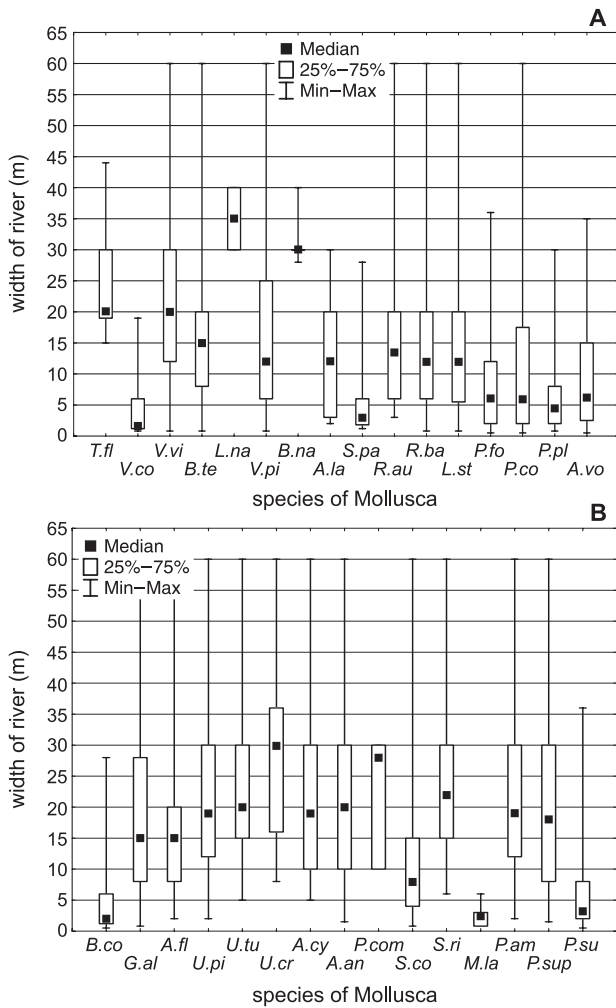 A
65
60
55
50
45
40
35
30
25
20
15
10
5
0
width of river (m)
Median
25%–75%
Min–Max
T.fl V.vi L.na B.na S.pa R.ba P.fo P.pl
V.co B.te V.pi A.la R.au L.st P.co A.vo
species of Mollusca
B
65
60
55
50
45
40
35
30
25
20
15
10
5
0
width of river (m)
Median
25%–75%
Min–Max
B.co A.fl U.tu A.cy P.com S.ri P.am P.su
G.al U.pi U.cr A.an S.co M.la P.sup
species of Mollusca